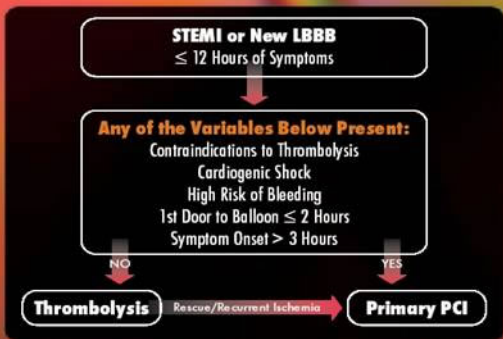 STEMI or New LBBB
≤ 12 Hours of Symptoms
Any of the Variables Below Present:
Contraindications to Thrombolysis
Cardiogenic Shock
High Risk of Bleeding
1st Door to Balloon ≤ 2 Hours
Symptom Onset > 3 Hours
NO
YES
Thrombolysis
Rescue/Recurrent Ischemia
Primary PCI